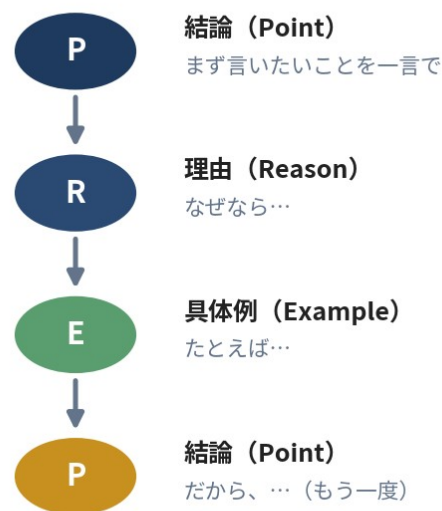 P
結論（Point）
まず言いたいことを一言で
R
理由（Reason）
なぜなら…
E
具体例（Example）
たとえば…
P
結論（Point）
だから、…（もう一度）